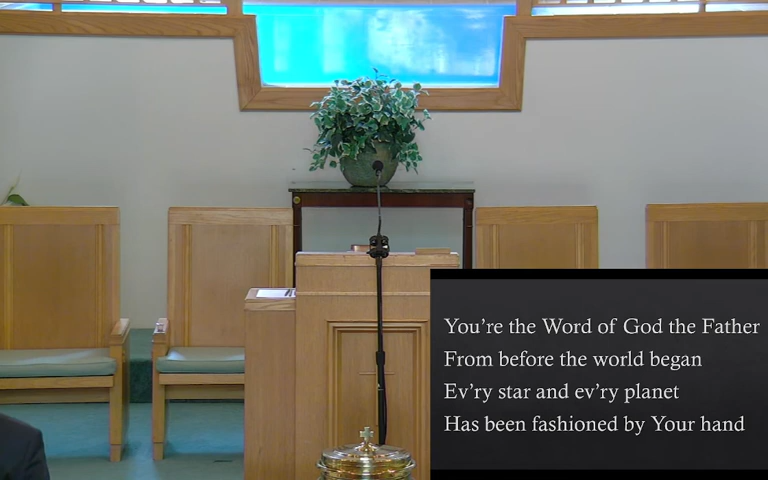 You're the Word of God the Father
From before the world began
Ev'ry star and ev'ry planet
Has been fashioned by Your hand